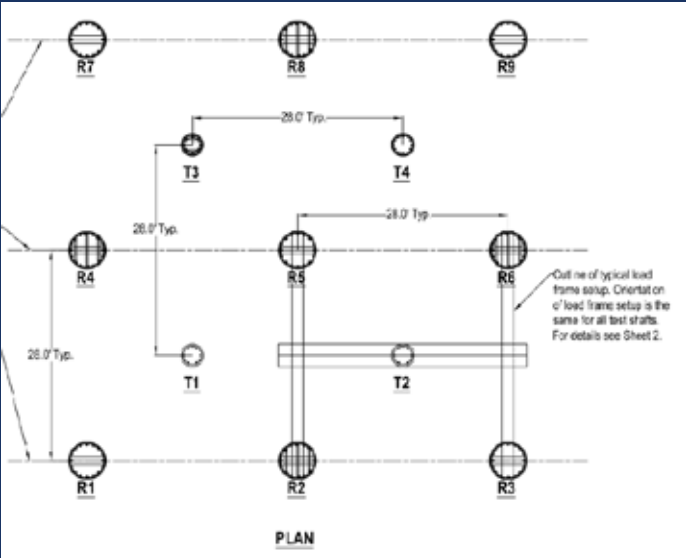 R7
R8
R9
28.0' Typ.
T3
T4
28.0' Typ.
28.0' Typ.
R4
R5
R6
Outline of typical load
frame setup. Orientation
of load frame setup is the
same for all test shafts.
For details see Sheet 2.
28.0' Typ.
T1
T2
R1
R2
R3
PLAN